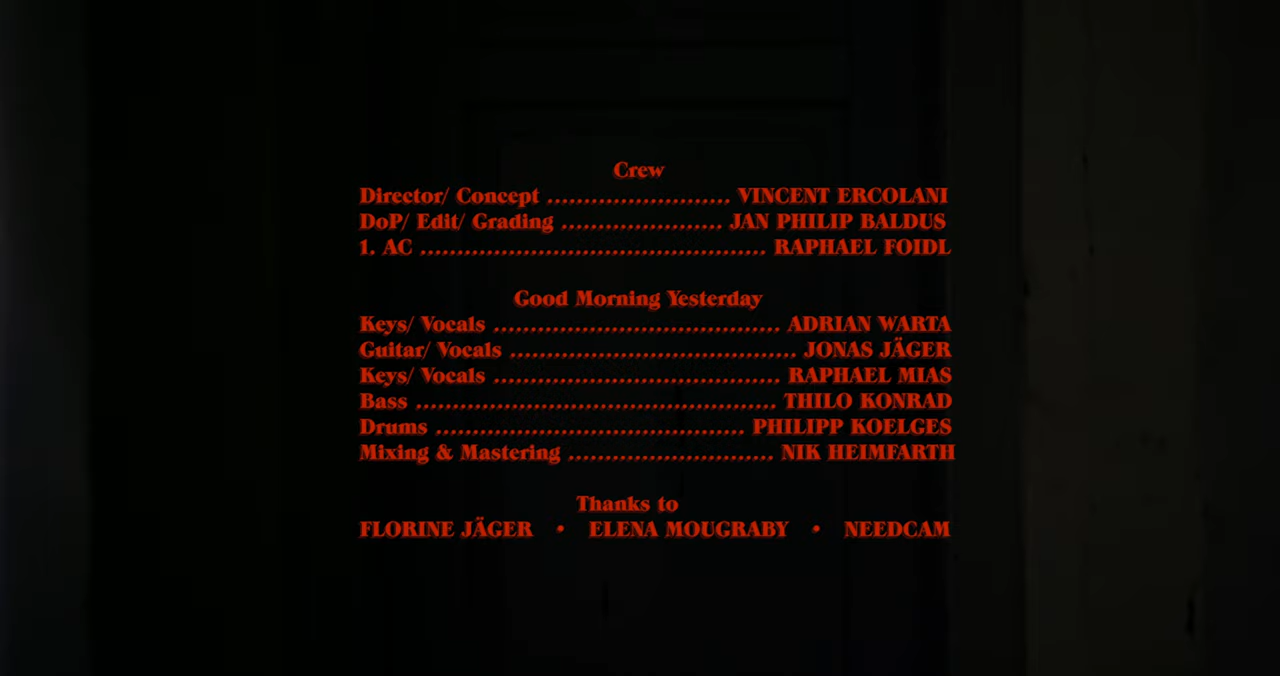 Crew
Director/ Concept ......................... VINCENT ERCOLANI
DoP/ Edit/ Grading ...................... JAN PHILIP BALDUS
1. AC ............................................... RAPHAEL FOIDL
Good Morning Yesterday
Keys/ Vocals ....................................... ADRIAN WARTA
Guitar/ Vocals ....................................... JONAS JÄGER
Keys/ Vocals ....................................... RAPHAEL MIAS
Bass ................................................. THILO KONRAD
Drums .......................................... PHILIPP KOELGES
Mixing & Mastering ............................ NIK HEIMFARTH
Thanks to
FLORINE JÄGER • ELENA MOUGRABY • NEEDCAM